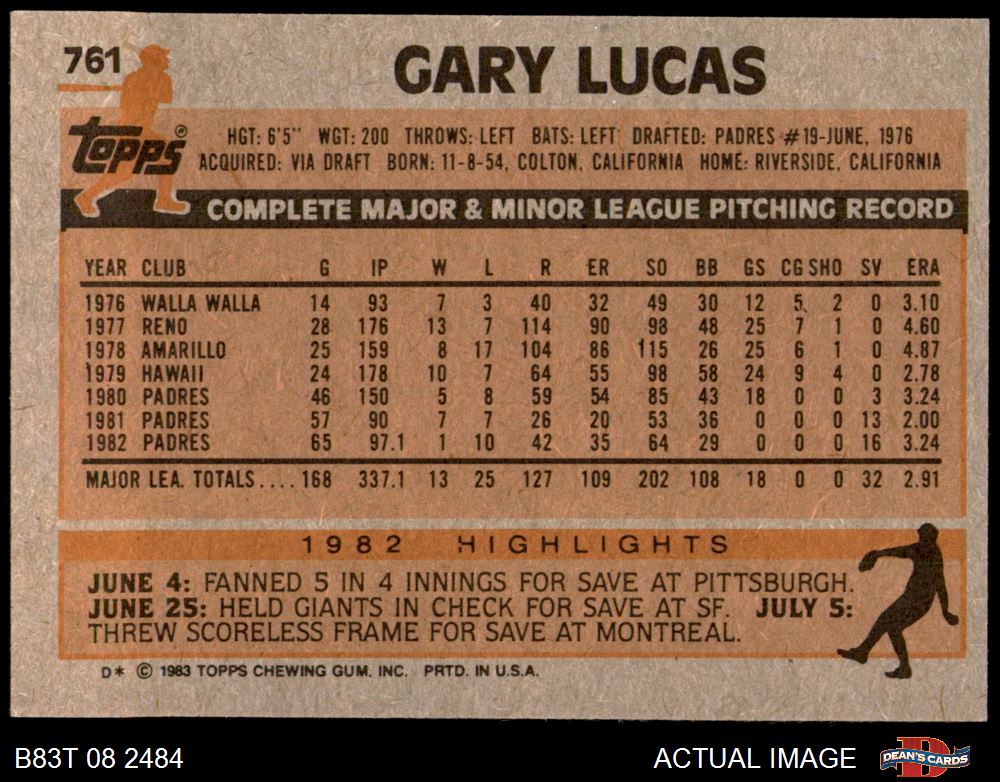 761
GARY LUCAS
Topps®
HGT: 6'5" WGT: 200 THROWS: LEFT BATS: LEFT DRAFTED: PADRES #19-JUNE, 1976
ACQUIRED: VIA DRAFT BORN: 11-8-54, COLTON, CALIFORNIA HOME: RIVERSIDE, CALIFORNIA
COMPLETE MAJOR & MINOR LEAGUE PITCHING RECORD
YEAR CLUB G IP W L R ER SO BB GS CG SHO SV ERA
1976 WALLA WALLA 14 93 7 3 40 32 49 30 12 5 2 0 3.10
1977 RENO 28 176 13 7 114 90 98 48 25 7 1 0 4.60
1978 AMARILLO 25 159 8 17 104 86 115 26 25 6 1 0 4.87
1979 HAWAII 24 178 10 7 64 55 98 58 24 9 4 0 2.78
1980 PADRES 46 150 5 8 59 54 85 43 18 0 0 3 3.24
1981 PADRES 57 90 7 7 26 20 53 36 0 0 0 13 2.00
1982 PADRES 65 97.1 1 10 42 35 64 29 0 0 0 16 3.24
MAJOR LEA. TOTALS.... 168 337.1 13 25 127 109 202 108 18 0 0 32 2.91
1982 HIGHLIGHTS
JUNE 4: FANNED 5 IN 4 INNINGS FOR SAVE AT PITTSBURGH.
JUNE 25: HELD GIANTS IN CHECK FOR SAVE AT SF. JULY 5:
THREW SCORELESS FRAME FOR SAVE AT MONTREAL.
D* © 1983 TOPPS CHEWING GUM, INC. PRTD. IN U.S.A.
B83T 08 2484 ACTUAL IMAGE DEAN'S CARDS